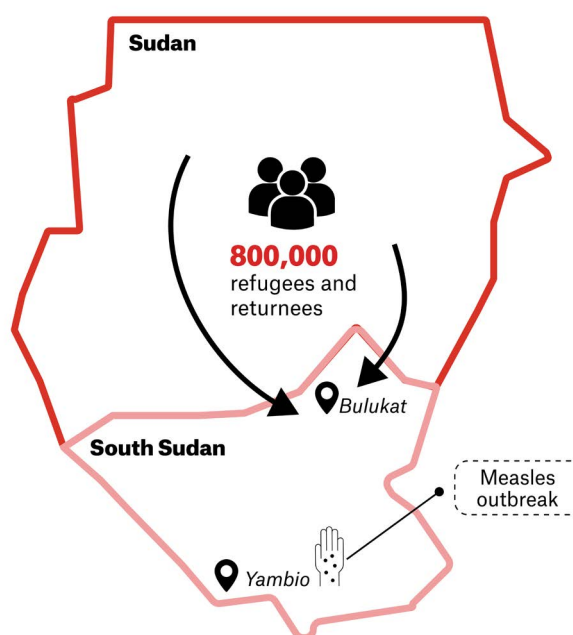 Sudan
800,000
refugees and
returnees
Bulukat
South Sudan
Measles
outbreak
Yambio